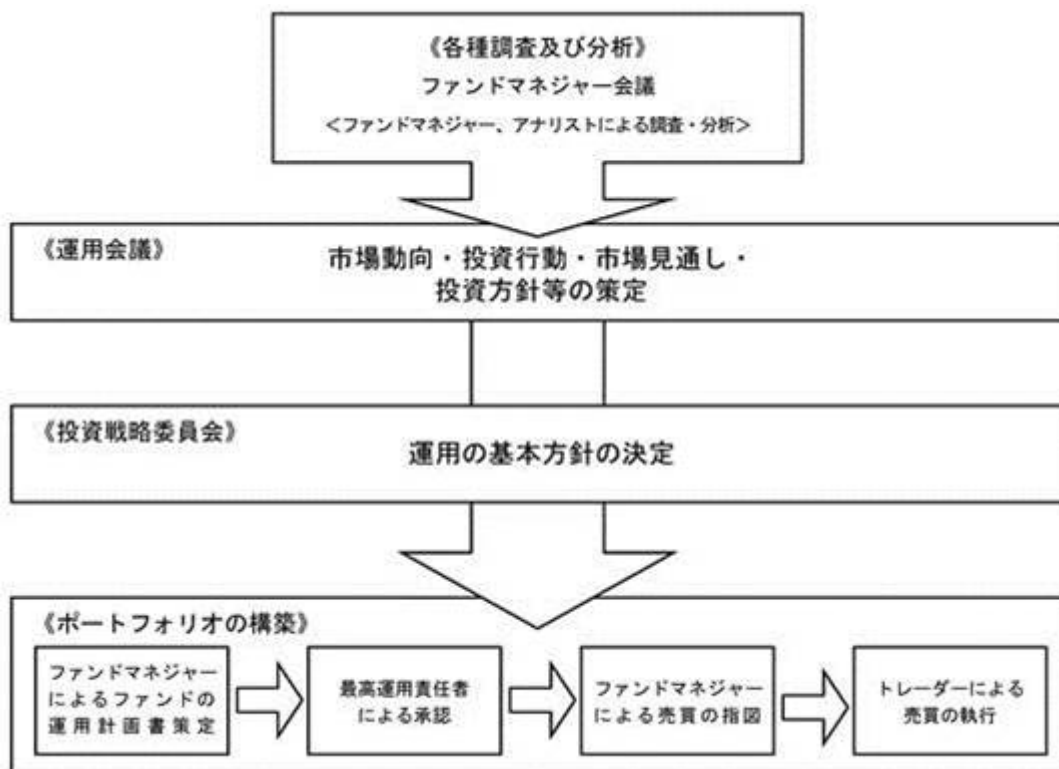 《各種調査及び分析》
ファンドマネジャー会議
<ファンドマネジャー、アナリストによる調査・分析>
《運用会議》
市場動向・投資行動・市場見通し・
投資方針等の策定
《投資戦略委員会》
運用の基本方針の決定
《ポートフォリオの構築》
ファンドマネジャー
によるファンドの
運用計画書策定
最高運用責任者
による承認
ファンドマネジャー
による売買の指図
トレーダーによる
売買の執行